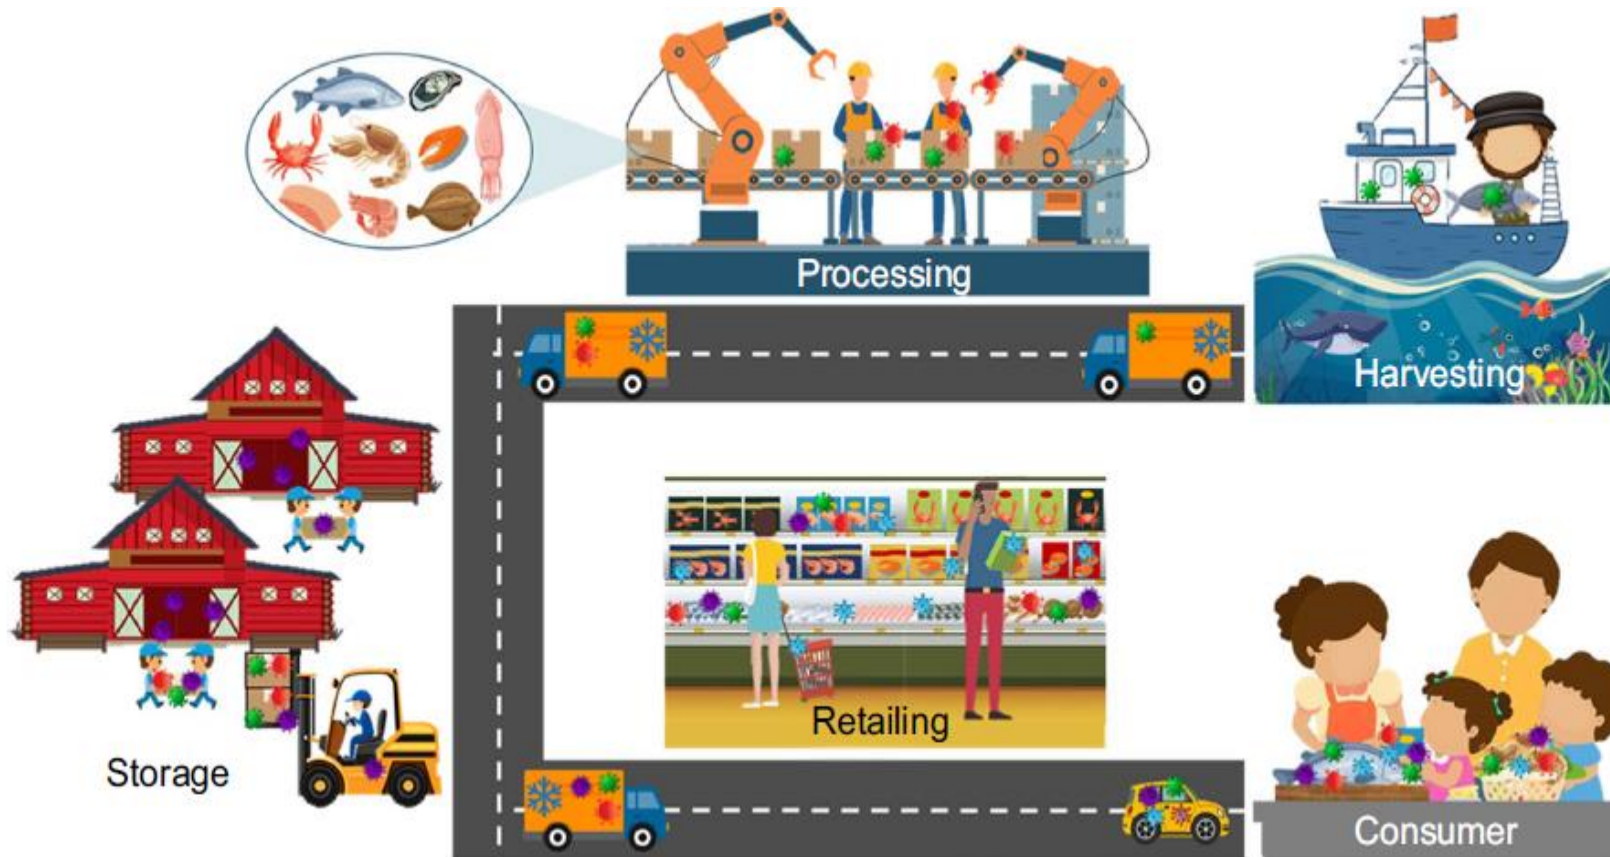 Processing
Harvesting
Retailing
Storage
Consumer